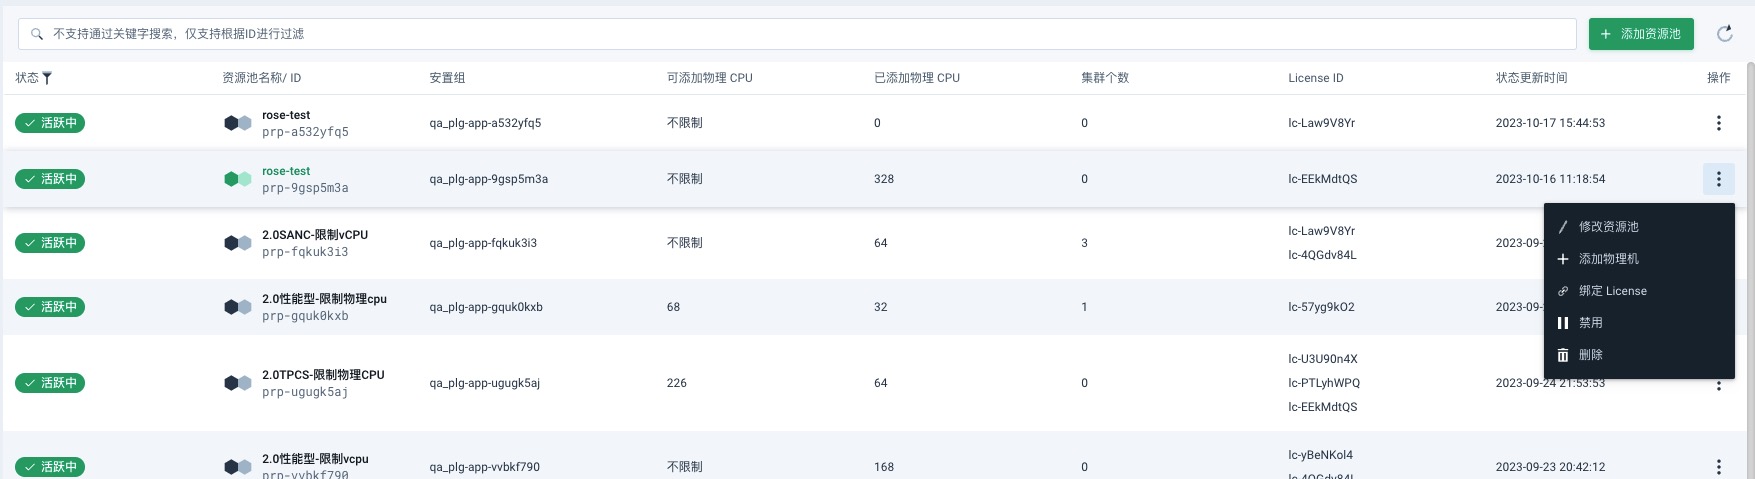 不支持通过关键字搜索，仅支持根据ID进行过滤
添加资源池
状态 资源池名称/ ID 安置组 可添加物理 CPU 已添加物理 CPU 集群个数 License ID 状态更新时间 操作
活跃中 rose-test qa_plg-app-a532yfq5 不限制 0 0 lc-Law9V8Yr 2023-10-17 15:44:53
prp-a532yfq5
活跃中 rose-test qa_plg-app-9gsp5m3a 不限制 328 0 lc-EEkMdtQS 2023-10-16 11:18:54
prp-9gsp5m3a
修改资源池
添加物理机
绑定 License
禁用
删除
活跃中 2.0SANC-限制vCPU qa_plg-app-fqkuk3i3 不限制 64 3 lc-Law9V8Yr 2023-09-
prp-fqkuk3i3 lc-4QGdv84L
活跃中 2.0性能型-限制物理cpu qa_plg-app-gquk0kxb 68 32 1 lc-57yg9kO2 2023-09-
prp-gquk0kxb
lc-U3U90n4X
活跃中 2.0TPCS-限制物理CPU qa_plg-app-ugugk5aj 226 64 0 lc-PTLyhWPQ 2023-09-24 21:53:53
prp-ugugk5aj
lc-EEkMdtQS
活跃中 2.0性能型-限制vcpu qa_plg-app-vvbkf790 不限制 168 0 lc-yBeNKol4 2023-09-23 20:42:12
prp-vvbkf790 lc-4QGdv84L